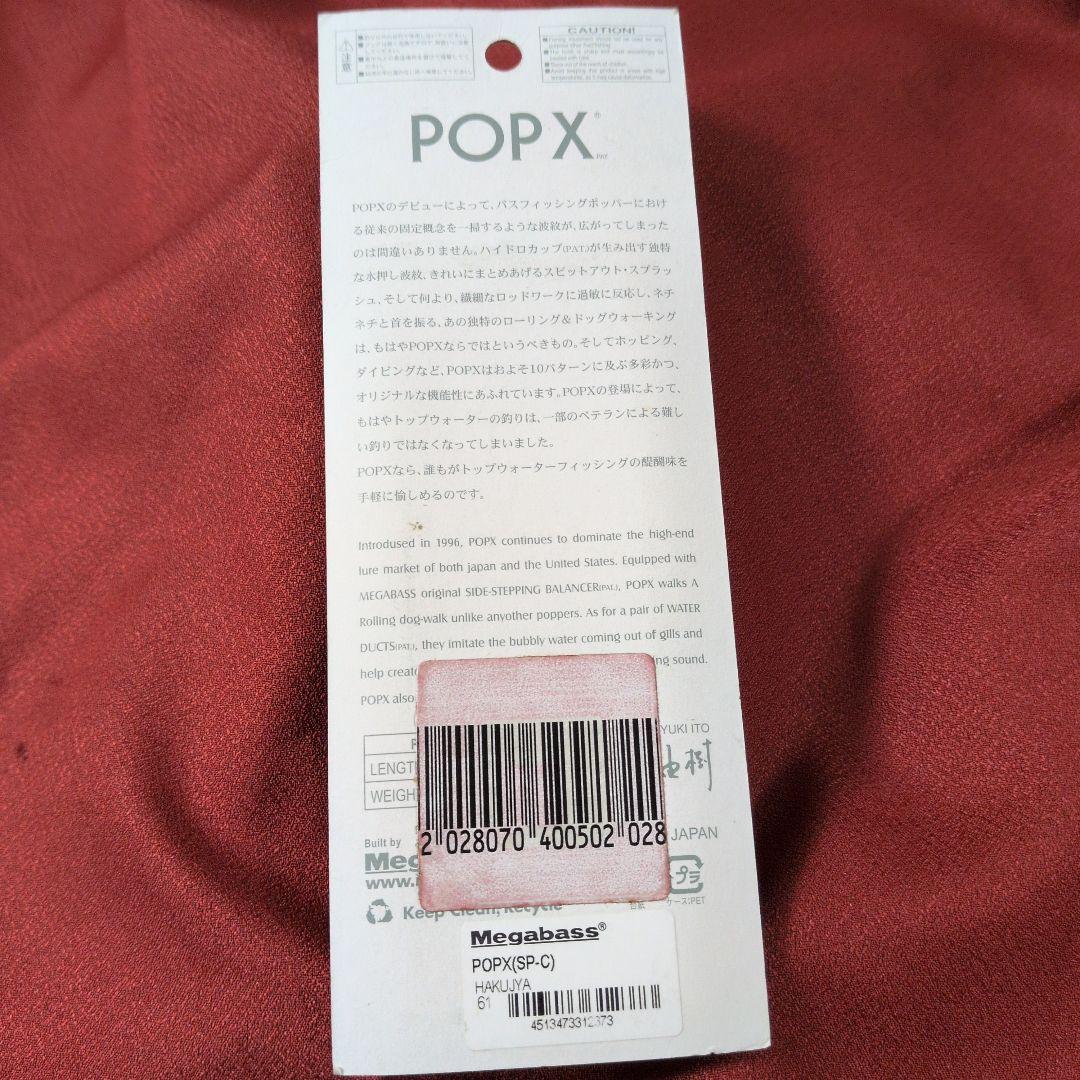 注意
CAUTION!
POP X®
PAT.
POPXのデビューによって、バスフィッシングポッパーにおけ
る従来の固定概念を一掃するような波紋が、広がってしまった
のは間違いありません。ハイドロカップ(PAT.)が生み出す独特
な水押し波紋、きれいにまとめあげるスピットアウト・スプラッ
シュ、そして何より、繊細なロッドワークに過敏に反応し、ネチ
ネチと首を振る、あの独特のローリング&ドッグウォーキング
は、もはやPOPXならではというべきもの。そしてホッピング、
ダイビングなど、POPXはおよそ10パターンに及ぶ多彩かつ、
オリジナルな機能性にあふれています。POPXの登場によって、
もはやトップウォーターの釣りは、一部のベテランによる難し
い釣りではなくなってしまいました。
POPXなら、誰もがトップウォーターフィッシングの醍醐味を
手軽に愉しめるのです。
Introdused in 1996, POPX continues to dominate the high-end
lure market of both japan and the United States. Equipped with
MEGABASS original SIDE-STEPPING BALANCER(PAT.), POPX walks A
Rolling dog-walk unlike anyother poppers. As for a pair of WATER
DUCTS(PAT.), they imitate the bubbly water coming out of gills and
help sound.
POPX also
YUKI ITO
樹
2 028070 400502 028
JAPAN
Built by
プラ
ケース:PET
Keep Clean, Recycle
Megabass®
POPX(SP-C)
HAKUJYA
61
4513473312373